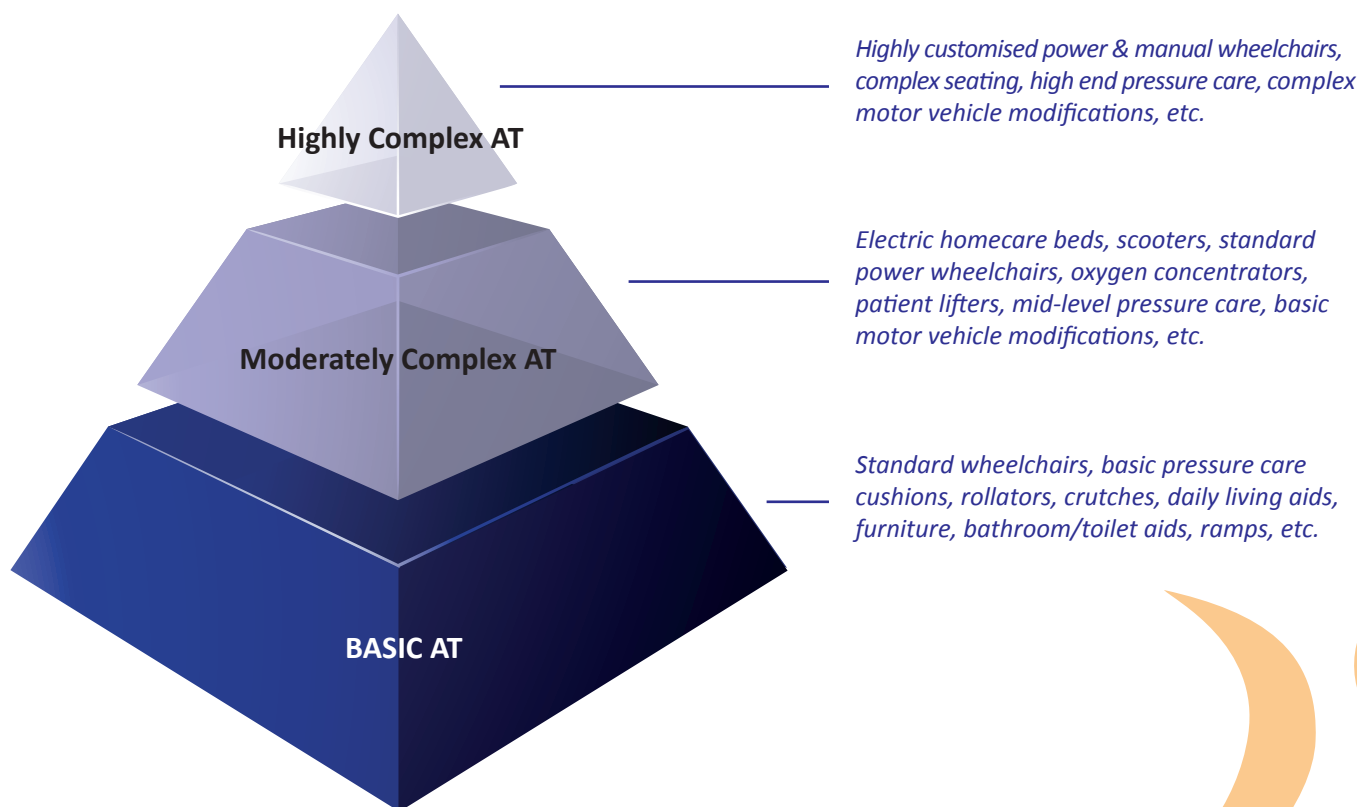 Highly customised power & manual wheelchairs,
complex seating, high end pressure care, complex
motor vehicle modifications, etc.
Highly Complex AT
Electric homecare beds, scooters, standard
power wheelchairs, oxygen concentrators,
patient lifters, mid-level pressure care, basic
motor vehicle modifications, etc.
Moderately Complex AT
Standard wheelchairs, basic pressure care
cushions, rollators, crutches, daily living aids,
furniture, bathroom/toilet aids, ramps, etc.
BASIC AT